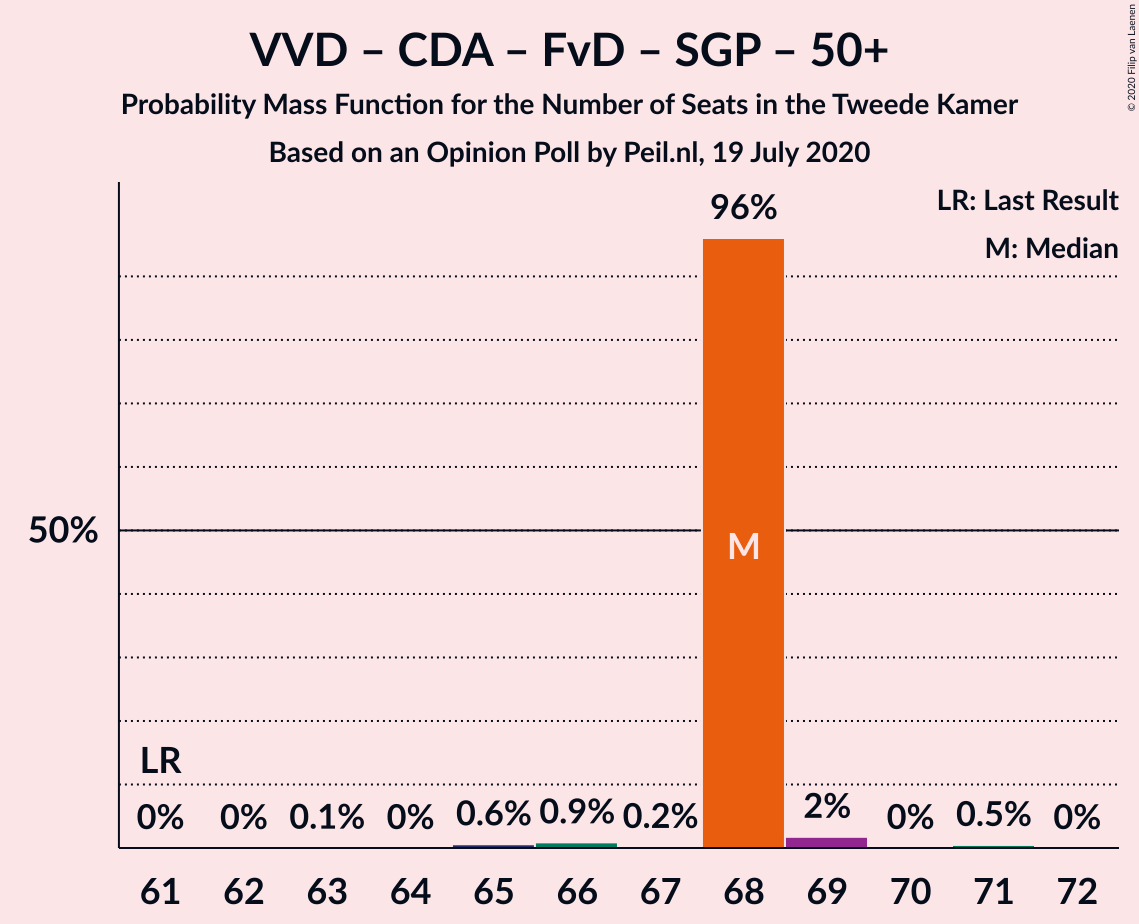 VVD – CDA – FvD – SGP – 50+
Probability Mass Function for the Number of Seats in the Tweede Kamer
Based on an Opinion Poll by Peil.nl, 19 July 2020
© 2020 Filip van Laenen
LR: Last Result
M: Median
96%
50%
M
LR
0% 0% 0.1% 0% 0.6% 0.9% 0.2% 2% 0% 0.5% 0%
61 62 63 64 65 66 67 68 69 70 71 72